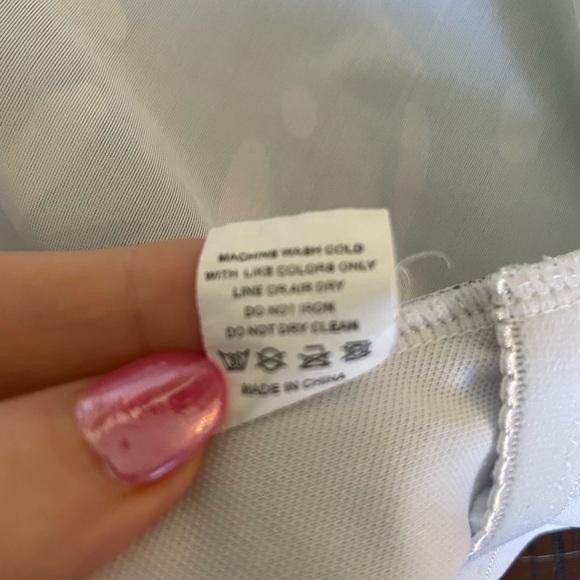 MACHINE WASH COLD
WITH LIKE COLORS ONLY
LINE OR AIR DRY
DO NOT IRON
DO NOT DRY CLEAN
30
MADE IN CHINA